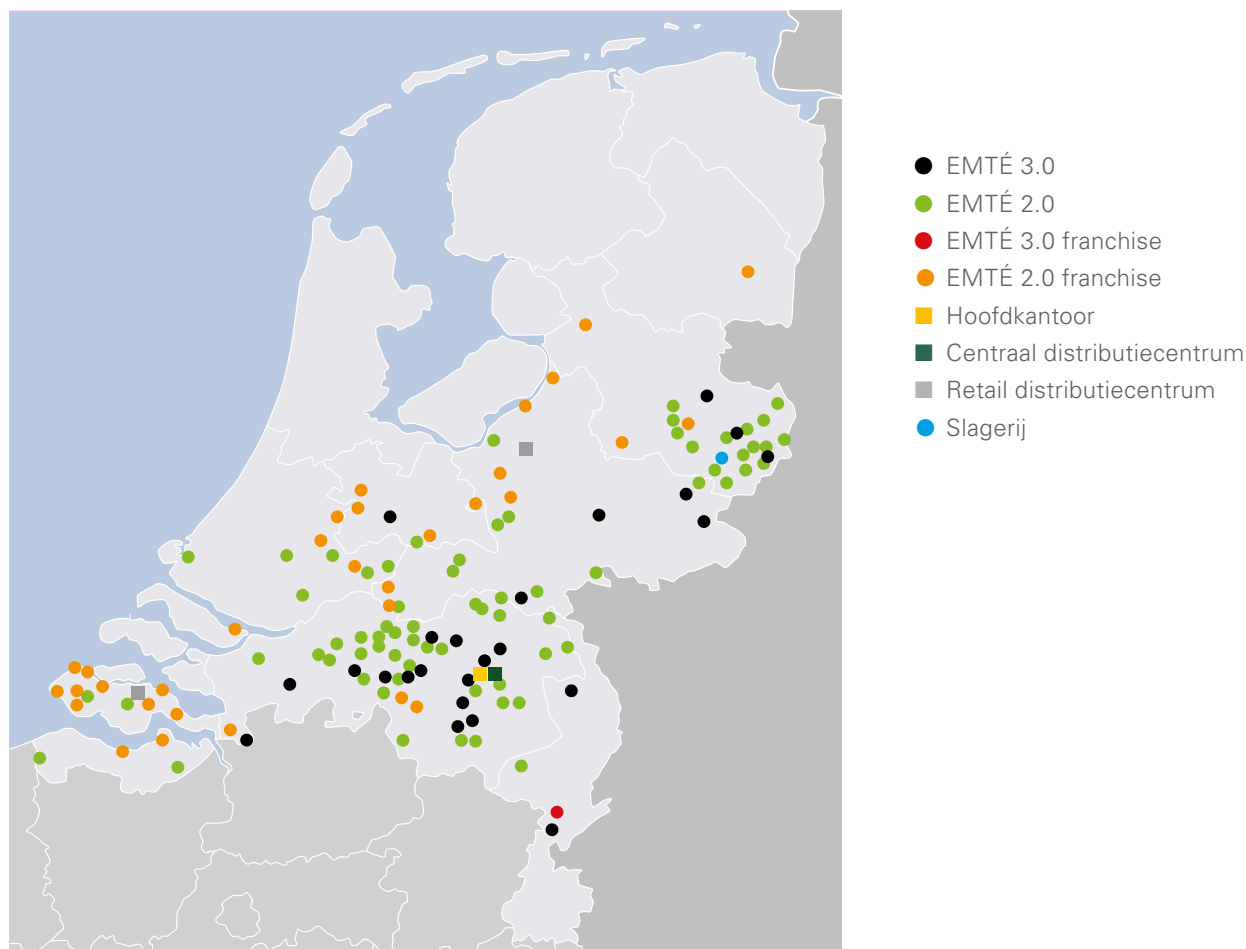 EMTÉ 3.0
EMTÉ 2.0
EMTÉ 3.0 franchise
EMTÉ 2.0 franchise
Hoofdkantoor
Centraal distributiecentrum
Retail distributiecentrum
Slagerij